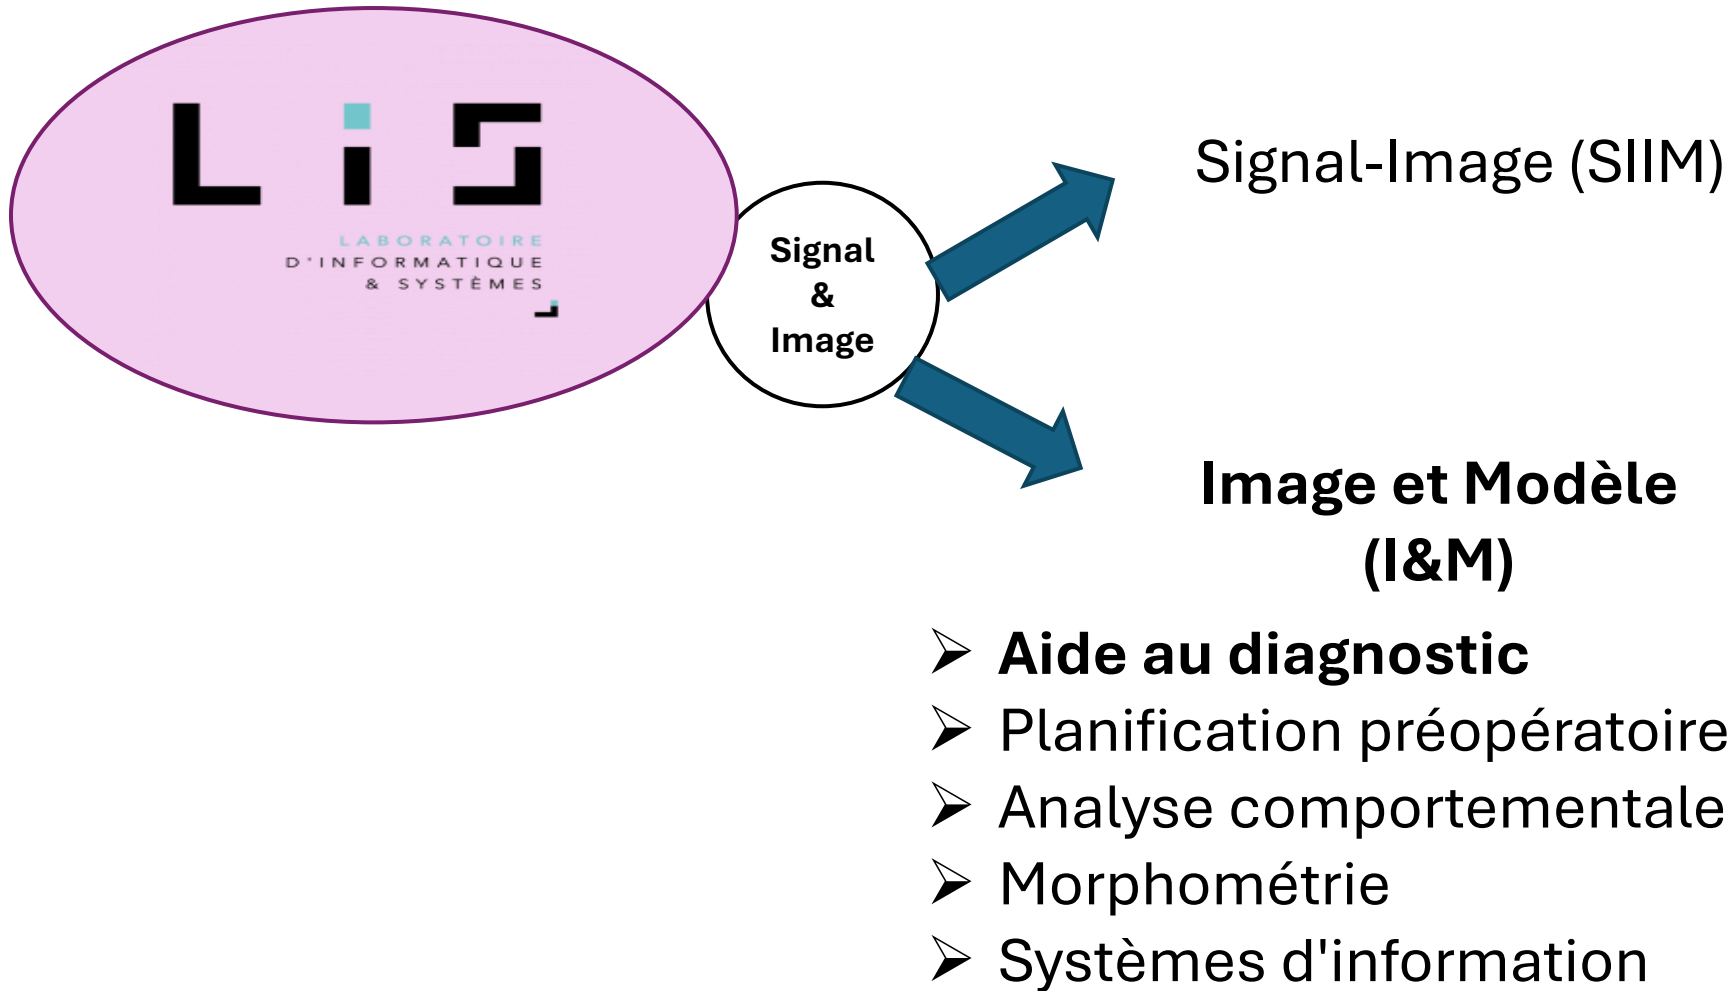 LiS
LABORATOIRE
D'INFORMATIQUE
& SYSTÈMES
Signal
&
Image
Signal-Image (SIIM)
Image et Modèle
(I&M)
➢ Aide au diagnostic
➢ Planification préopératoire
➢ Analyse comportementale
➢ Morphométrie
➢ Systèmes d'information